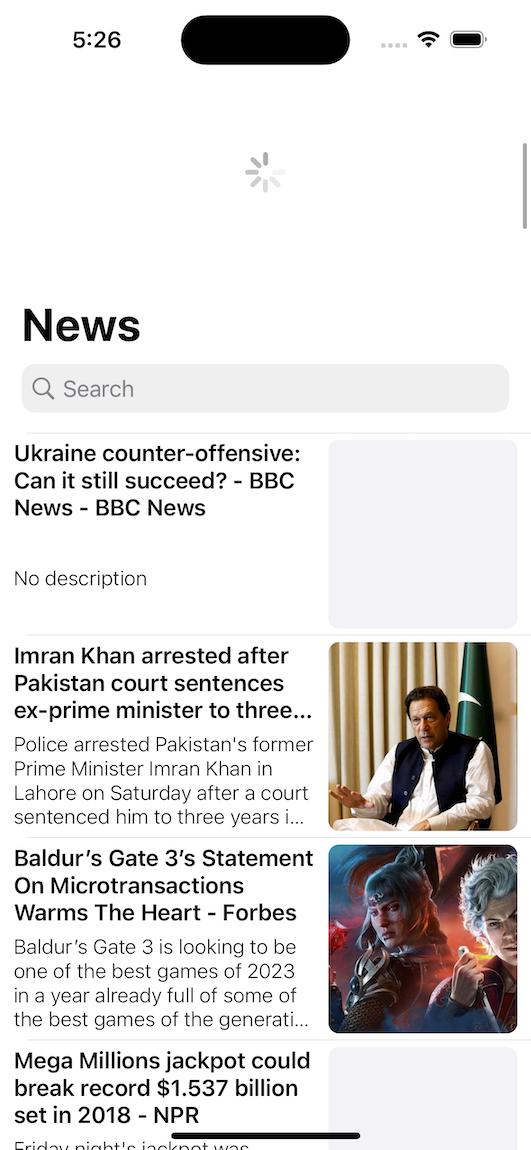 5:26
News
Search
Ukraine counter-offensive:
Can it still succeed? - BBC
News - BBC News
No description
Imran Khan arrested after
Pakistan court sentences
ex-prime minister to three...
Police arrested Pakistan's former
Prime Minister Imran Khan in
Lahore on Saturday after a court
sentenced him to three years i...
Baldur’s Gate 3’s Statement
On Microtransactions
Warms The Heart - Forbes
Baldur’s Gate 3 is looking to be
one of the best games of 2023
in a year already full of some of
the best games of the generati...
Mega Millions jackpot could
break record $1.537 billion
set in 2018 - NPR
Friday night's jackpot was